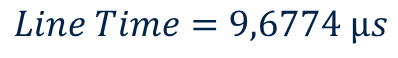 Line Time = 9,6774 µs